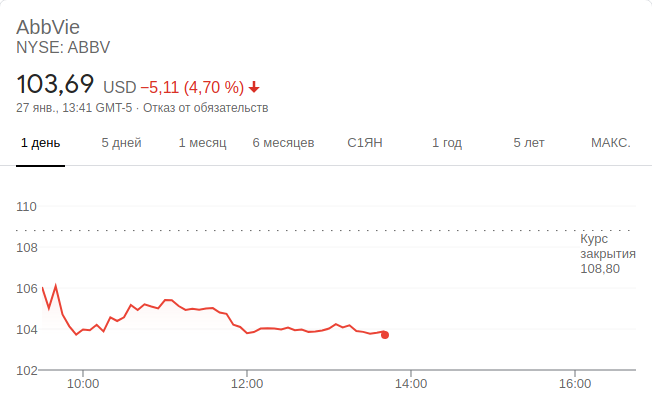 AbbVie
NYSE: ABBV
103,69 USD −5,11 (4,70 %)
27 янв., 13:41 GMT-5 · Отказ от обязательств
1 день 5 дней 1 месяц 6 месяцев С1ЯН 1 год 5 лет МАКС.
110
108
106
104
102
Курс
закрытия
108,80
10:00 12:00 14:00 16:00